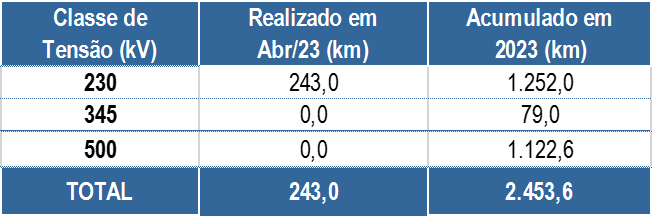 Classe de Tensão (kV) Realizado em Abr/23 (km) Acumulado em 2023 (km)
230 243,0 1.252,0
345 0,0 79,0
500 0,0 1.122,6
TOTAL 243,0 2.453,6